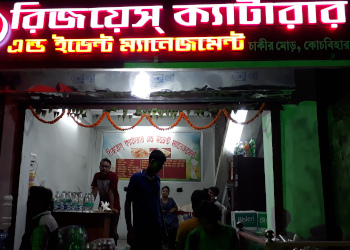 রিজয়েস্ ক্যাটারার
এন্ড ইভেন্ট ম্যানেজমেন্ট চাকীর মোড়, কোচবিহার